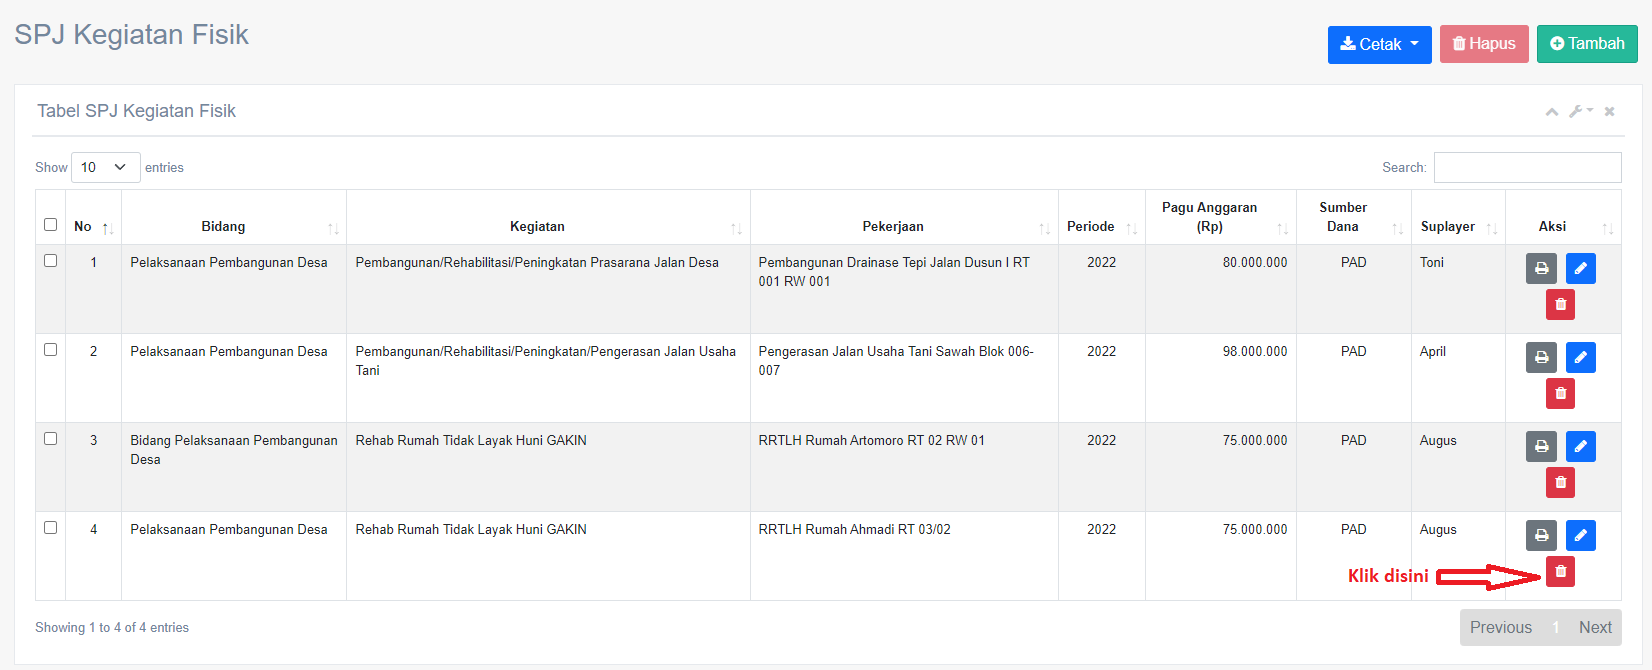 SPJ Kegiatan Fisik
Cetak
Hapus
Tambah
Tabel SPJ Kegiatan Fisik
Show 10 entries
Search:
No Bidang Kegiatan Pekerjaan Periode Pagu Anggaran (Rp) Sumber Dana Suplayer Aksi
1 Pelaksanaan Pembangunan Desa Pembangunan/Rehabilitasi/Peningkatan Prasarana Jalan Desa Pembangunan Drainase Tepi Jalan Dusun I RT 001 RW 001 2022 80.000.000 PAD Toni
2 Pelaksanaan Pembangunan Desa Pembangunan/Rehabilitasi/Peningkatan/Pengerasan Jalan Usaha Tani Pengerasan Jalan Usaha Tani Sawah Blok 006-007 2022 98.000.000 PAD April
3 Bidang Pelaksanaan Pembangunan Desa Rehab Rumah Tidak Layak Huni GAKIN RRTLH Rumah Artomoro RT 02 RW 01 2022 75.000.000 PAD Augus
4 Pelaksanaan Pembangunan Desa Rehab Rumah Tidak Layak Huni GAKIN RRTLH Rumah Ahmadi RT 03/02 2022 75.000.000 PAD Augus
Klik disini
Showing 1 to 4 of 4 entries
Previous 1 Next